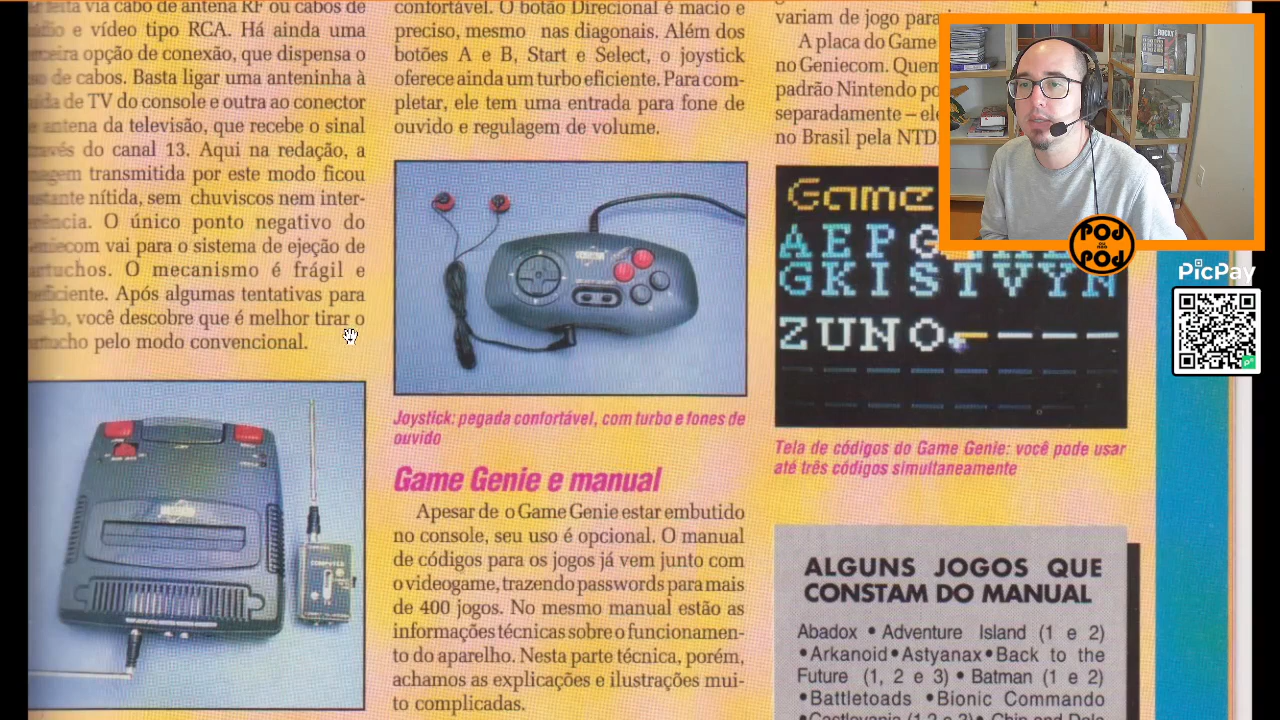 feita via cabo de antena RF ou cabos de
e vídeo tipo RCA. Há ainda uma
terceira opção de conexão, que dispensa o
de cabos. Basta ligar uma anteninha à
de TV do console e outra ao conector
antena da televisão, que recebe o sinal
do canal 13. Aqui na redação, a
transmitida por este modo ficou
nítida, sem chuviscos nem inter-
O único ponto negativo do
vai para o sistema de ejeção de
O mecanismo é frágil e
Após algumas tentativas para
você descobre que é melhor tirar o
pelo modo convencional.
confortável. O botão Direcional é macio e
preciso, mesmo nas diagonais. Além dos
botões A e B, Start e Select, o joystick
oferece ainda um turbo eficiente. Para com-
pletar, ele tem uma entrada para fone de
ouvido e regulagem de volume.
Joystick: pegada confortável, com turbo e fones de
ouvido
Game Genie e manual
Apesar de o Game Genie estar embutido
no console, seu uso é opcional. O manual
de códigos para os jogos já vem junto com
o videogame, trazendo passwords para mais
de 400 jogos. No mesmo manual estão as
informações técnicas sobre o funcionamen-
to do aparelho. Nesta parte técnica, porém,
achamos as explicações e ilustrações mui-
to complicadas.
variam de jogo para
A placa do Game
no Geniecom. Quem
padrão Nintendo
separadamente –
no Brasil pela NTD
Game
AEPG
GKISTVYN
ZUNO
Tela de códigos do Game Genie: você pode usar
até três códigos simultaneamente
ALGUNS JOGOS QUE
CONSTAM DO MANUAL
Abadox • Adventure Island (1 e 2)
• Arkanoid • Astyanax • Back to the
Future (1, 2 e 3) • Batman (1 e 2)
• Battletoads • Bionic Commando
POD
POD
PicPay